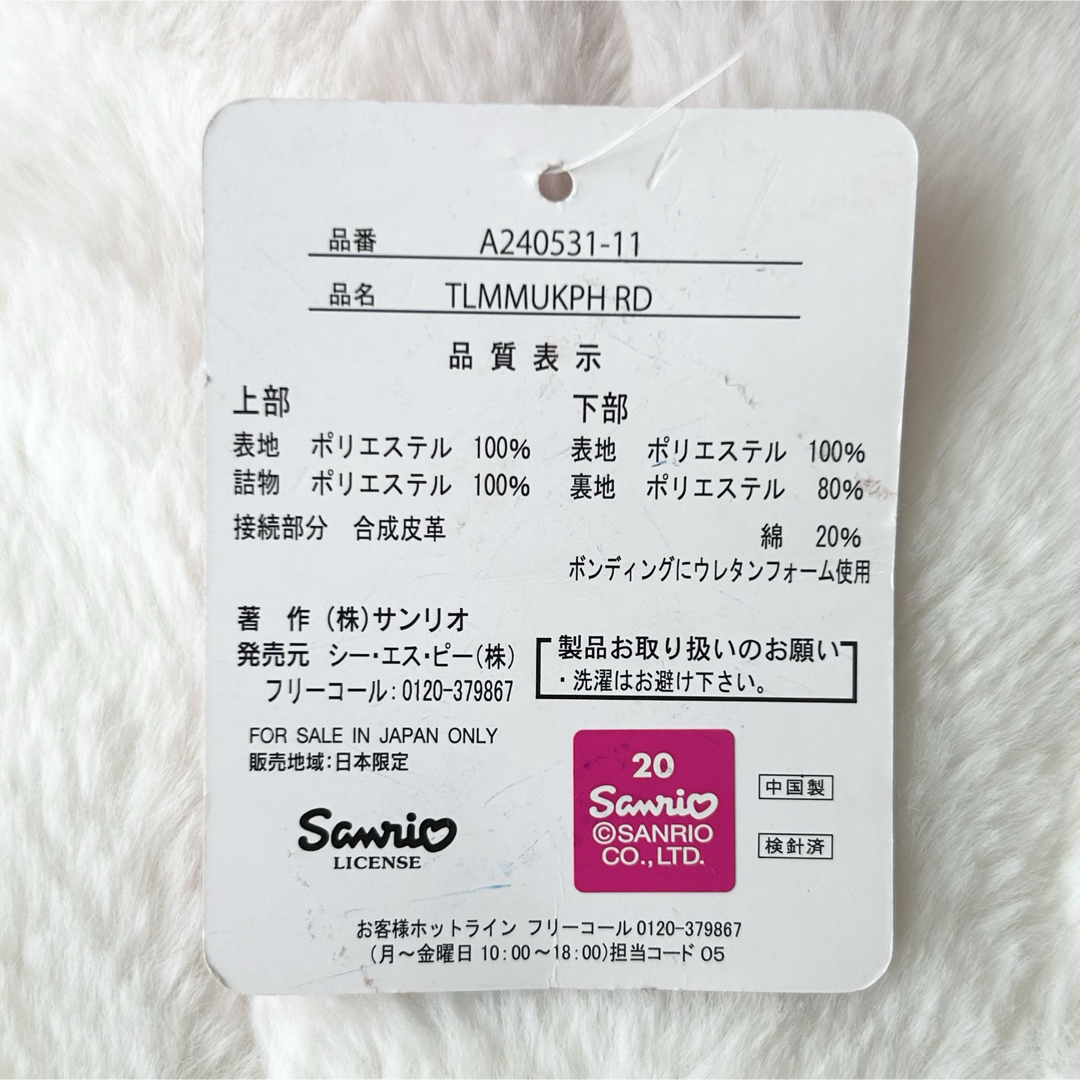 品番 A240531-11
品名 TLMMUKPH RD
品質表示
上部
表地 ポリエステル 100%
詰物 ポリエステル 100%
接続部分 合成皮革
下部
表地 ポリエステル 100%
裏地 ポリエステル 80%
綿 20%
ボンディングにウレタンフォーム使用
著 作 (株)サンリオ
発売元 シー・エス・ピー(株)
フリーコール:0120-379867
製品お取り扱いのお願い
・洗濯はお避け下さい。
FOR SALE IN JAPAN ONLY
販売地域:日本限定
Sanrio
LICENSE
20
Sanrio
©SANRIO
CO.,LTD.
中国製
検針済
お客様ホットライン フリーコール 0120-379867
(月～金曜日 10:00～18:00)担当コード 05